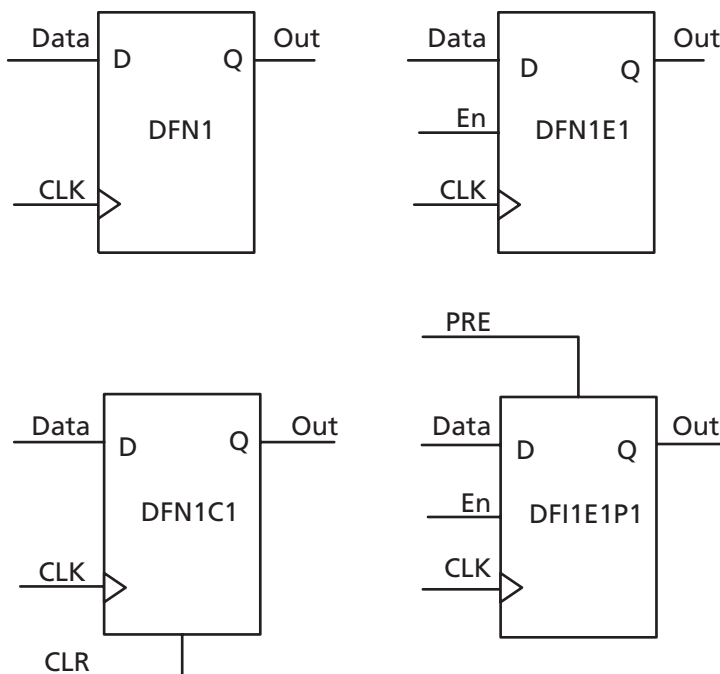 Data
Out
D
Q
DFN1
CLK
Data
Out
D
Q
En
DFN1E1
CLK
Data
Out
D
Q
DFN1C1
CLK
CLR
PRE
Data
Out
D
Q
En
DFI1E1P1
CLK